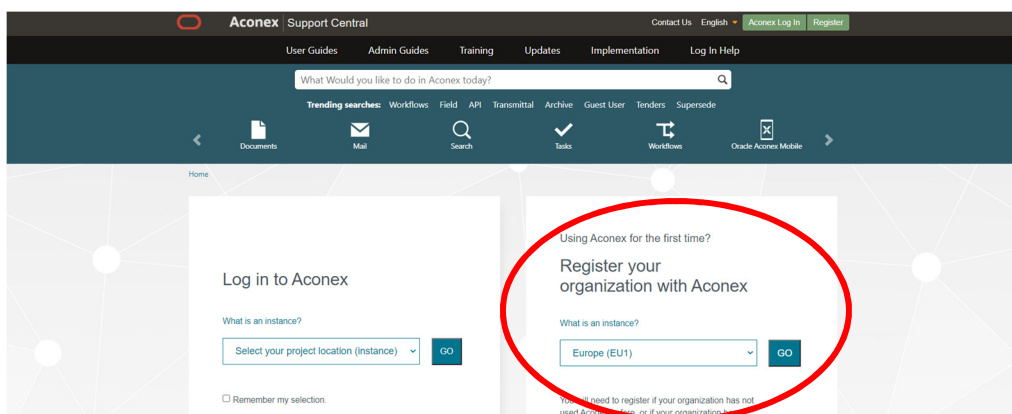 Aconex Support Central
Contact Us English Aconex Log In Register
User Guides Admin Guides Training Updates Implementation Log In Help
What Would you like to do in Aconex today?
Trending searches: Workflows Field API Transmittal Archive Guest User Tenders Supersede
Documents Mail Search Tasks Workflows Oracle Aconex Mobile
Home
Log in to Aconex
What is an instance?
Select your project location (instance) GO
Remember my selection.
Using Aconex for the first time?
Register your
organization with Aconex
What is an instance?
Europe (EU1) GO
need to register if your organization has not
used or if your organization